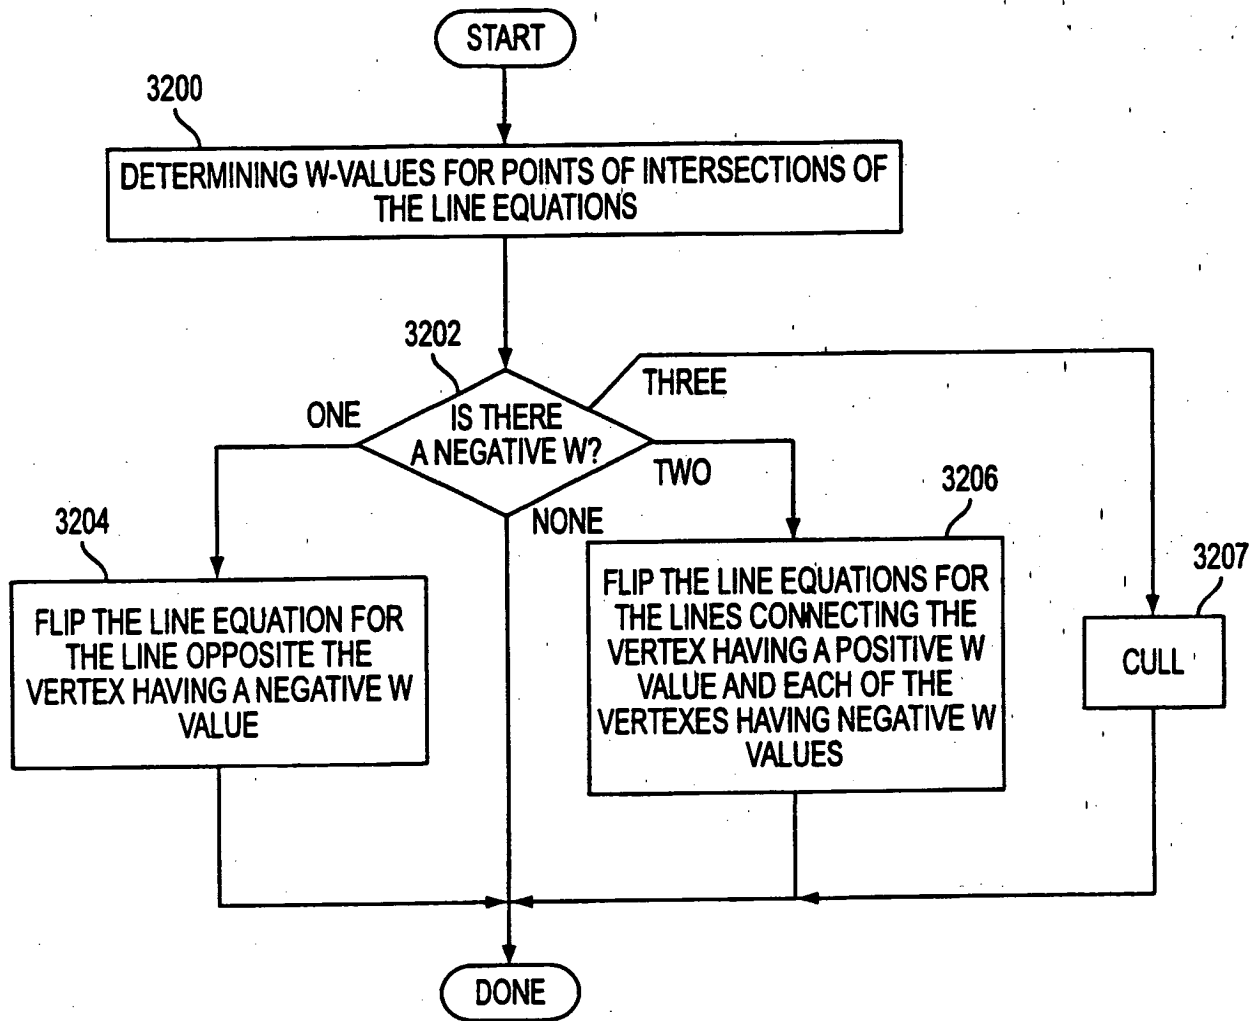 START
3200
DETERMINING W-VALUES FOR POINTS OF INTERSECTIONS OF
THE LINE EQUATIONS
3202
IS THERE
A NEGATIVE W?
ONE
THREE
TWO
NONE
3204
FLIP THE LINE EQUATION FOR
THE LINE OPPOSITE THE
VERTEX HAVING A NEGATIVE W
VALUE
3206
FLIP THE LINE EQUATIONS FOR
THE LINES CONNECTING THE
VERTEX HAVING A POSITIVE W
VALUE AND EACH OF THE
VERTEXES HAVING NEGATIVE W
VALUES
3207
CULL
DONE